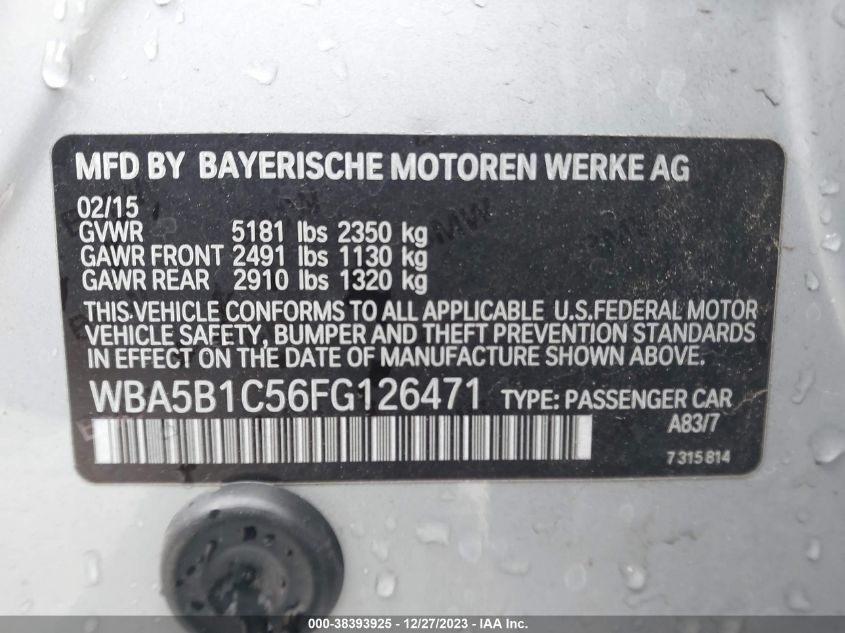 MFD BY BAYERISCHE MOTOREN WERKE AG
02/15
GVWR 5181 lbs 2350 kg
GAWR FRONT 2491 lbs 1130 kg
GAWR REAR 2910 lbs 1320 kg
THIS VEHICLE CONFORMS TO ALL APPLICABLE U.S. FEDERAL MOTOR
VEHICLE SAFETY, BUMPER AND THEFT PREVENTION STANDARDS
IN EFFECT ON THE DATE OF MANUFACTURE SHOWN ABOVE.
WBA5B1C56FG126471 TYPE: PASSENGER CAR
A83/7
7 315 814
000-38393925 - 12/27/2023 - IAA Inc.